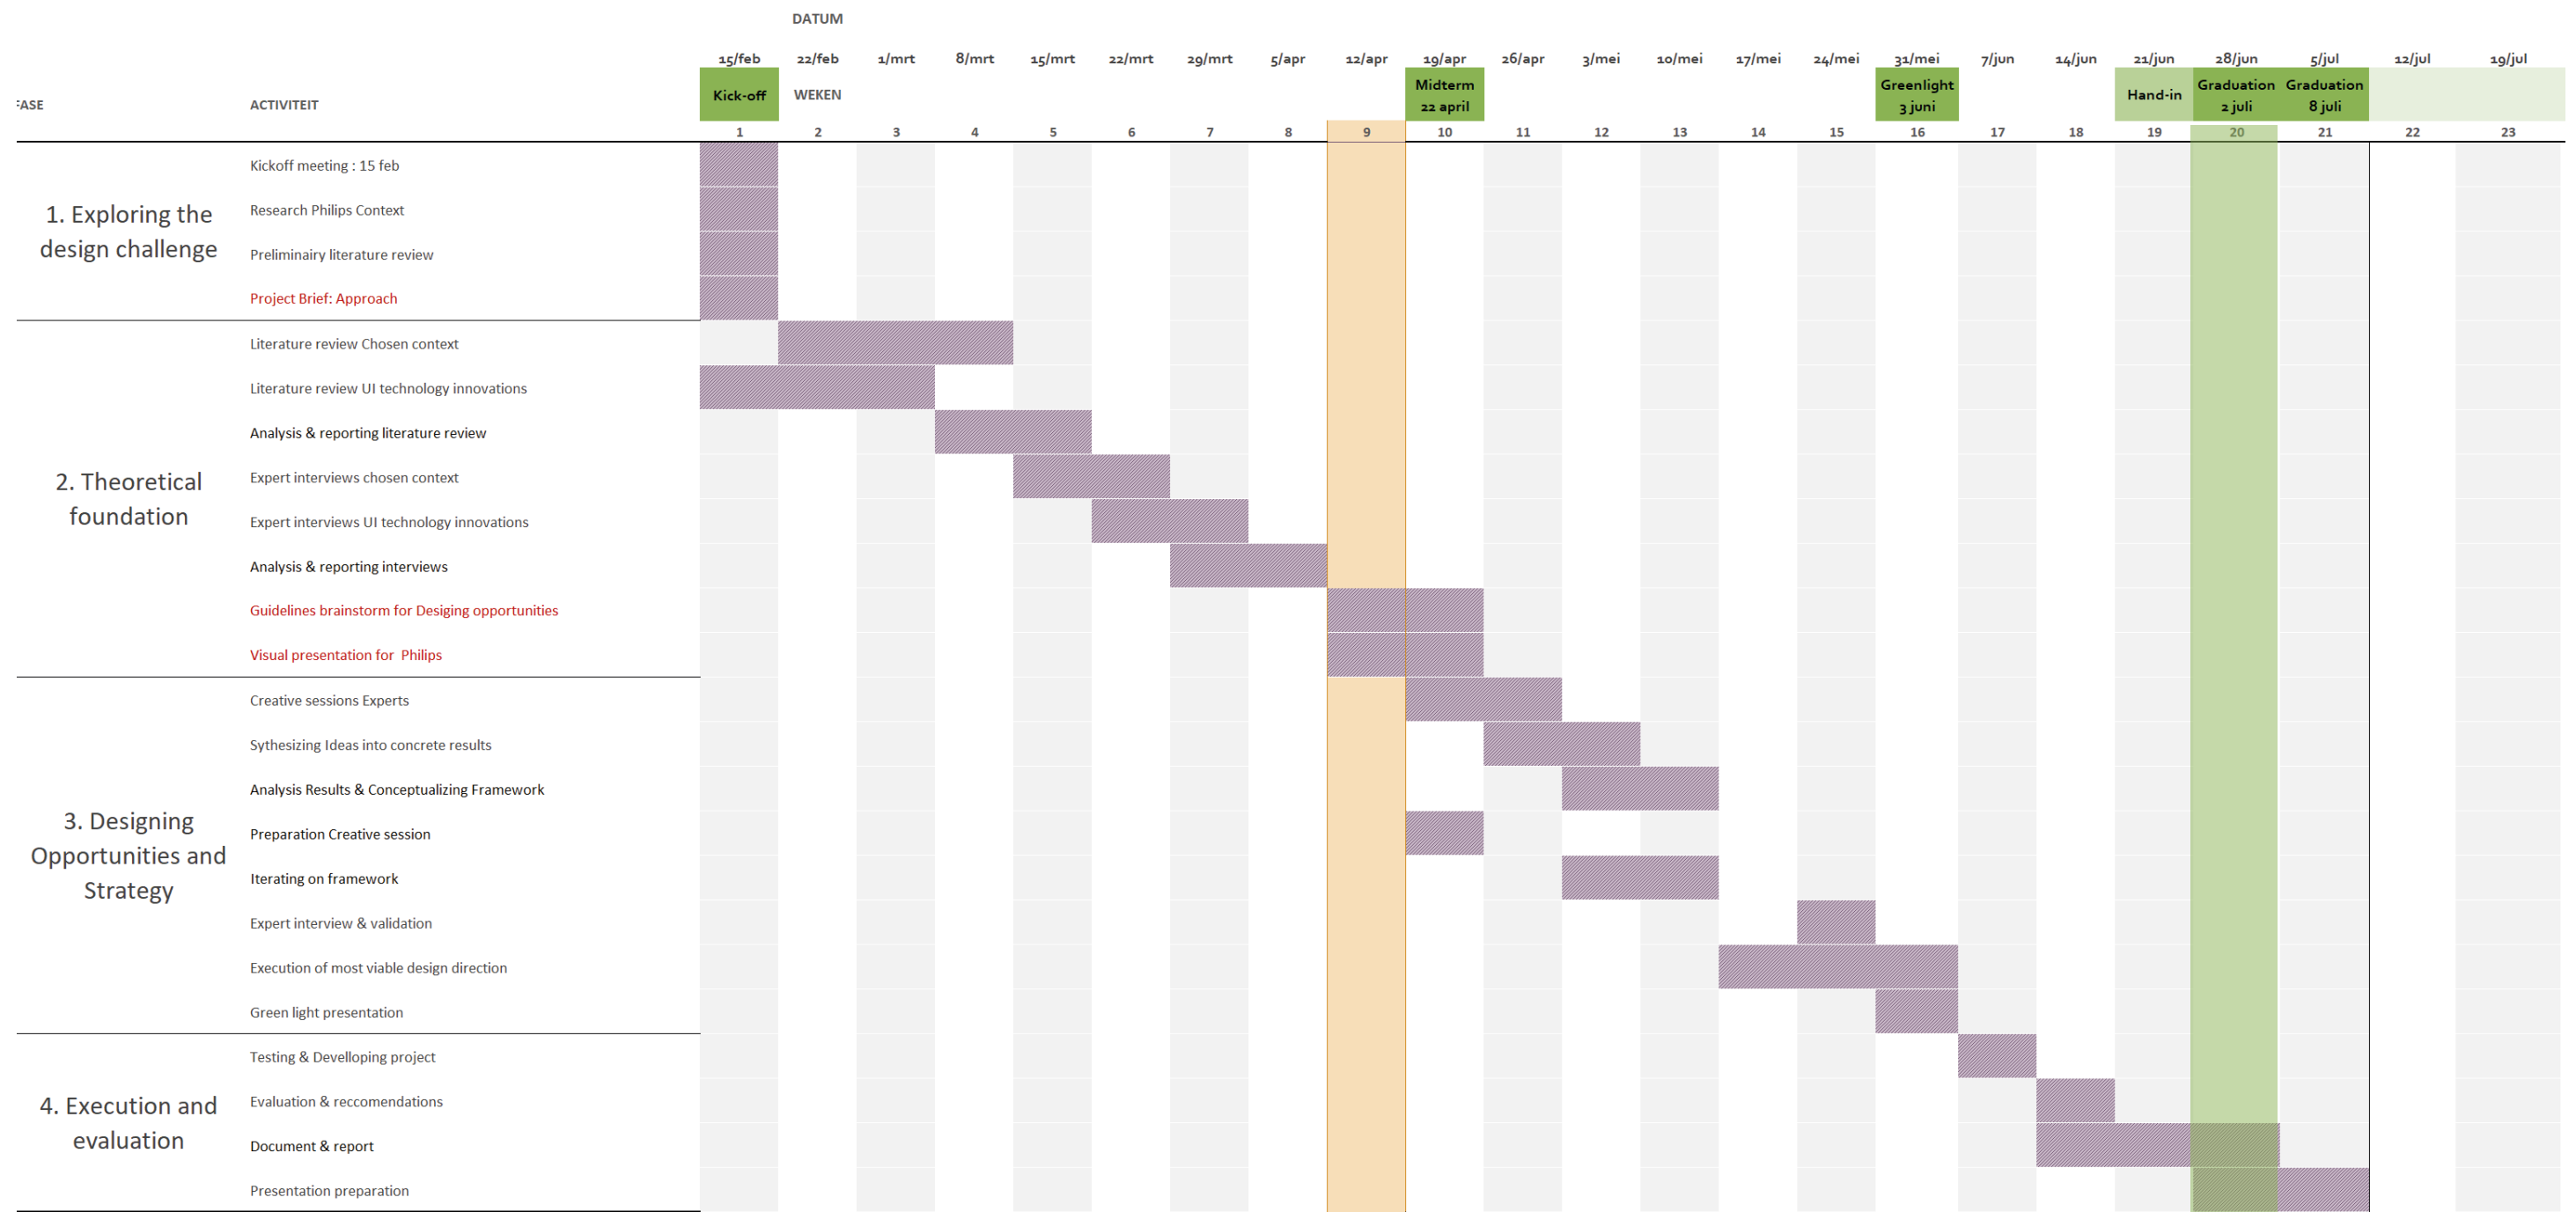 DATUM
15/feb 22/feb 1/mrt 8/mrt 15/mrt 22/mrt 29/mrt 5/apr 12/apr 19/apr 26/apr 3/mei 10/mei 17/mei 24/mei 31/mei 7/jun 14/jun 21/jun 28/jun 5/jul 12/jul 19/jul
FASE ACTIVITEIT Kick-off WEKEN Midterm Greenlight Hand-in Graduation Graduation
22 april 3 juni 2 juli 8 juli
1 2 3 4 5 6 7 8 9 10 11 12 13 14 15 16 17 18 19 20 21 22 23
1. Exploring the
design challenge
Kickoff meeting : 15 feb
Research Philips Context
Preliminairy literature review
Project Brief: Approach
2. Theoretical
foundation
Literature review Chosen context
Literature review UI technology innovations
Analysis & reporting literature review
Expert interviews chosen context
Expert interviews UI technology innovations
Analysis & reporting interviews
Guidelines brainstorm for Desiging opportunities
Visual presentation for Philips
3. Designing
Opportunities and
Strategy
Creative sessions Experts
Sythesizing Ideas into concrete results
Analysis Results & Conceptualizing Framework
Preparation Creative session
Iterating on framework
Expert interview & validation
Execution of most viable design direction
Green light presentation
4. Execution and
evaluation
Testing & Develloping project
Evaluation & reccomendations
Document & report
Presentation preparation